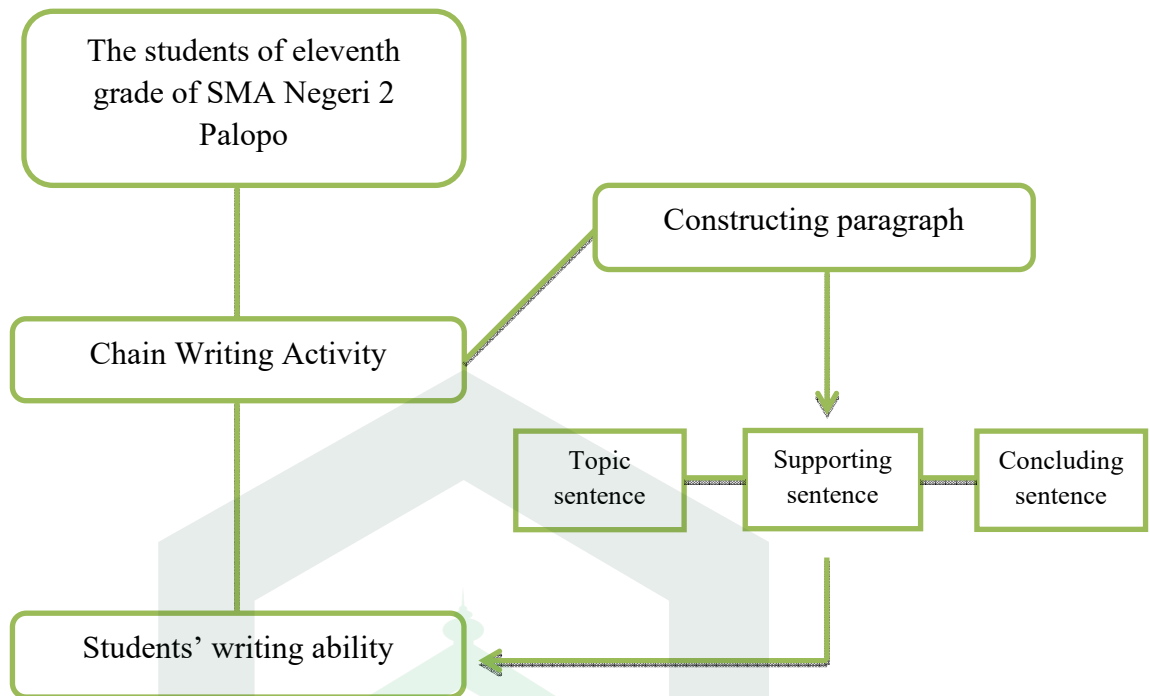 The students of eleventh
grade of SMA Negeri 2
Palopo
Constructing paragraph
Chain Writing Activity
Topic
sentence
Supporting
sentence
Concluding
sentence
Students’ writing ability